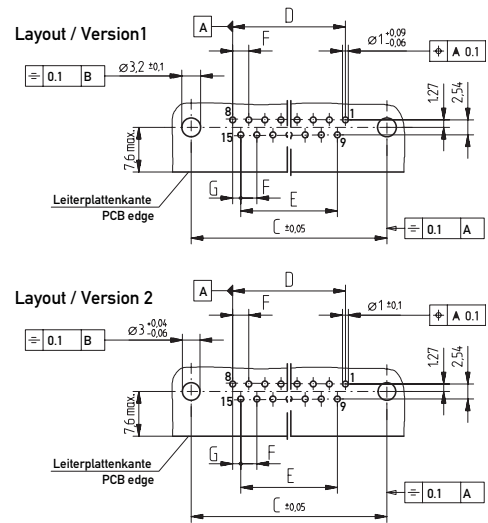 Layout / Version1
A
D
F
ø1 +0,09 -0,06
⌖ A 0.1
ø3,2 ±0,1
⌯ 0.1 B
8
1
15
9
1,27
2,54
7,6 max.
G
F
E
Leiterplattenkante
PCB edge
C ±0,05
⌯ 0.1 A
Layout / Version 2
A
D
F
ø1 ±0,1
⌖ A 0.1
ø3 +0,04 -0,06
⌯ 0.1 B
8
1
15
9
1,27
2,54
7,6 max.
G
F
E
Leiterplattenkante
PCB edge
C ±0,05
⌯ 0.1 A